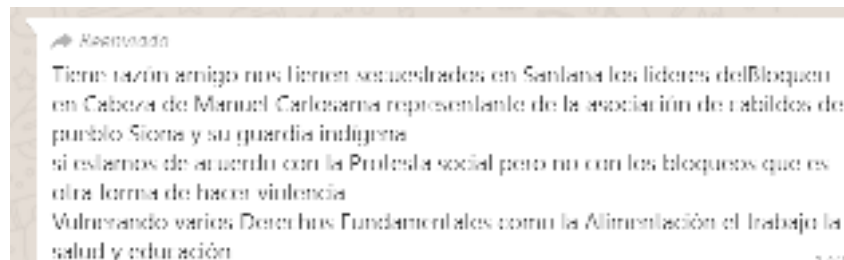 Reenviado
Tiene razón amigo nos tienen secuestrados en Santana los lideres delBloqueo
en Cabeza de Manuel Carlosama representante de la asociación de cabildos de
pueblo Siona y su guardia indígena
si estamos de acuerdo con la Protesta social pero no con los bloqueos que es
otra forma de hacer violencia
Vulnerando varios Derechos Fundamentales como la Alimentación el trabajo la
salud y educación